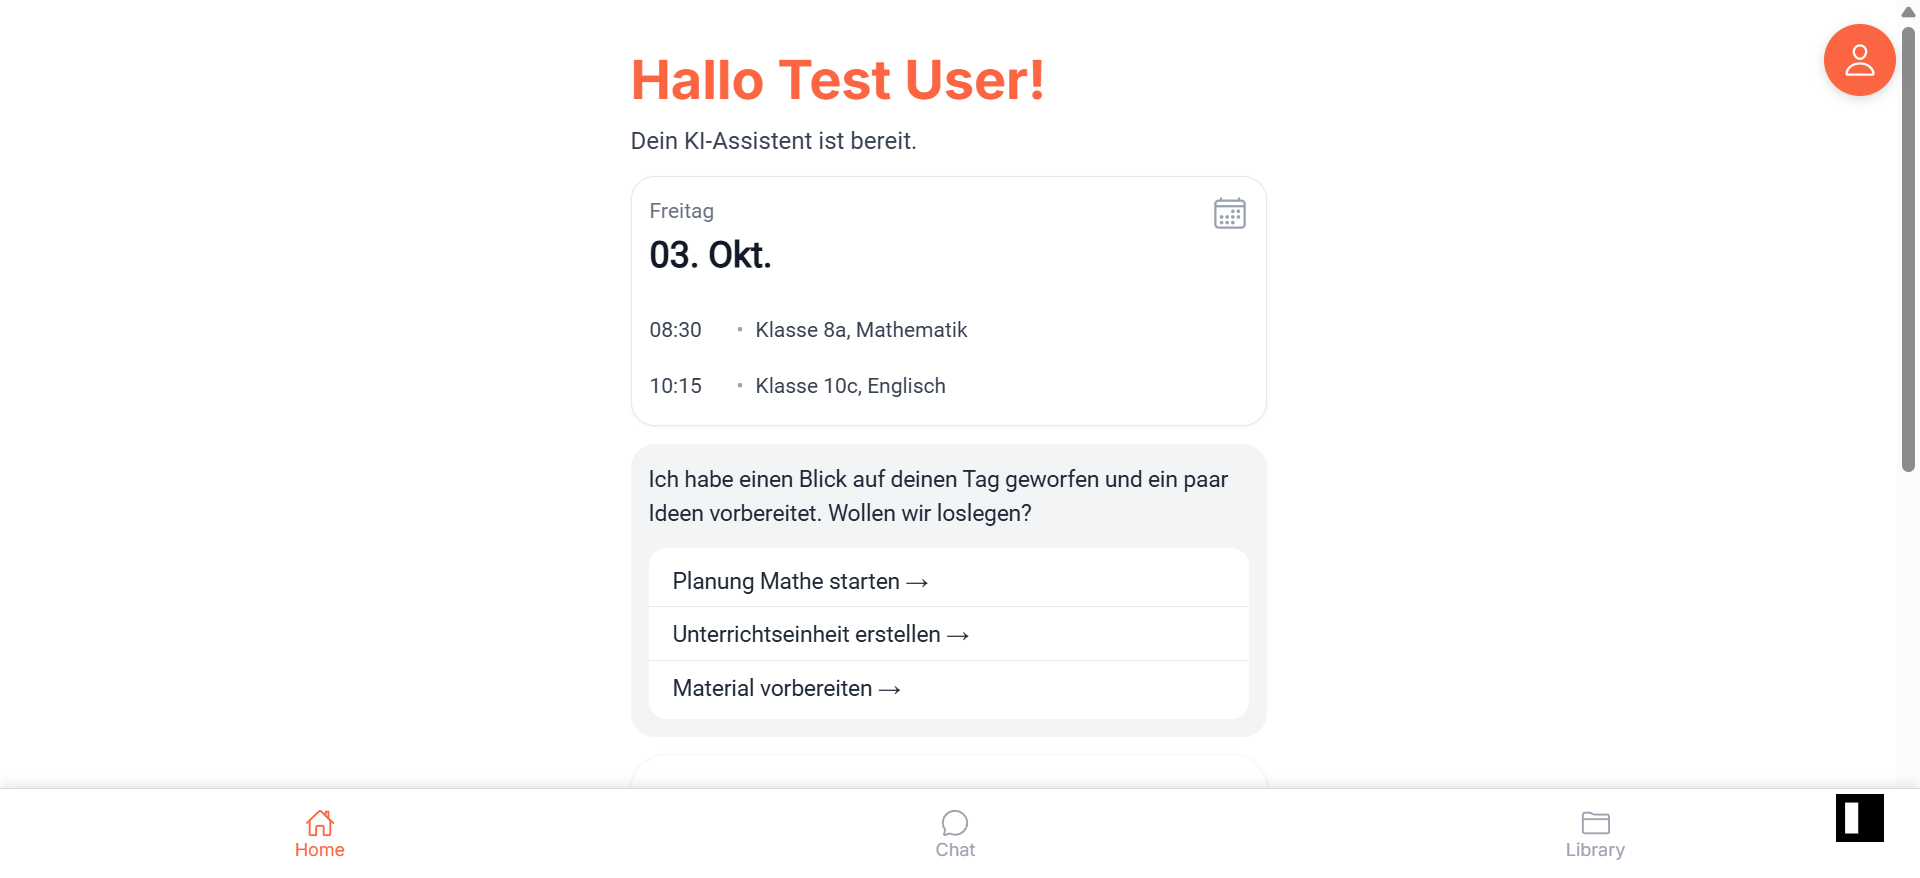 Hallo Test User!
Dein KI-Assistent ist bereit.
Freitag
03. Okt.
08:30 • Klasse 8a, Mathematik
10:15 • Klasse 10c, Englisch
Ich habe einen Blick auf deinen Tag geworfen und ein paar
Ideen vorbereitet. Wollen wir loslegen?
Planung Mathe starten →
Unterrichtseinheit erstellen →
Material vorbereiten →
Home
Chat
Library